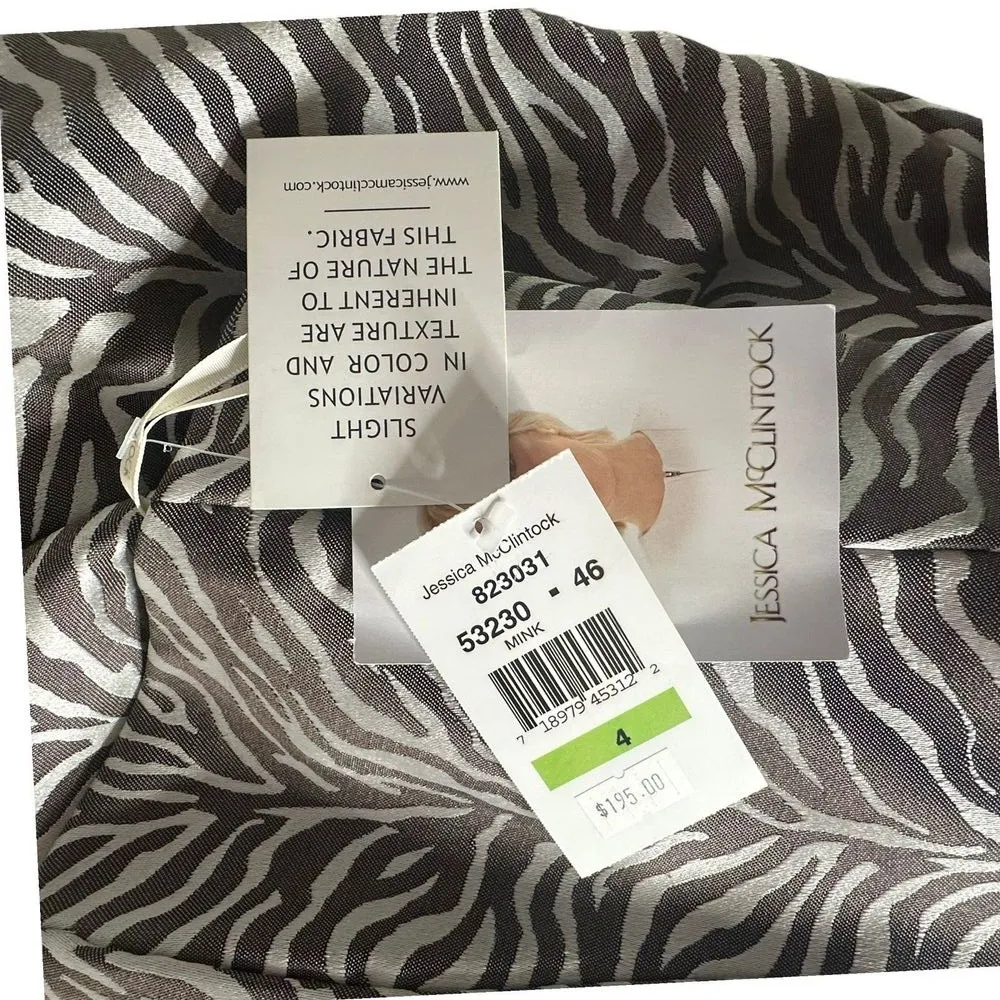 SLIGHT
VARIATIONS
IN COLOR AND
TEXTURE ARE
INHERENT TO
THE NATURE OF
THIS FABRIC.
www.jessicamcclintock.com
JESSICA McCLINTOCK
Jessica McClintock
823031
53230 - 46
MINK
7 18979 45312 2
4
$195.00